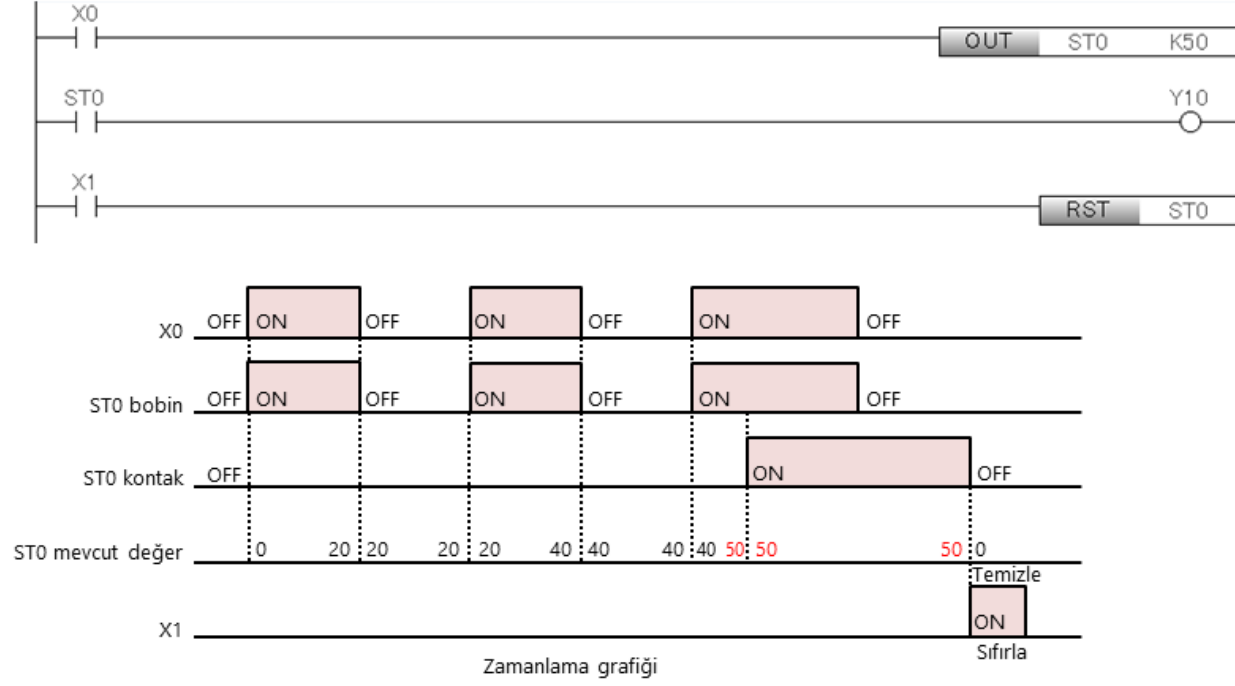 X0
OUT ST0 K50
ST0
Y10
X1
RST ST0
X0 OFF ON OFF ON OFF ON OFF
ST0 bobin OFF ON OFF ON OFF ON OFF
ST0 kontak OFF ON OFF
ST0 mevcut değer 0 20 20 20 20 40 40 40 40 50 50 50 0
Temizle
X1 ON
Sıfırla
Zamanlama grafiği